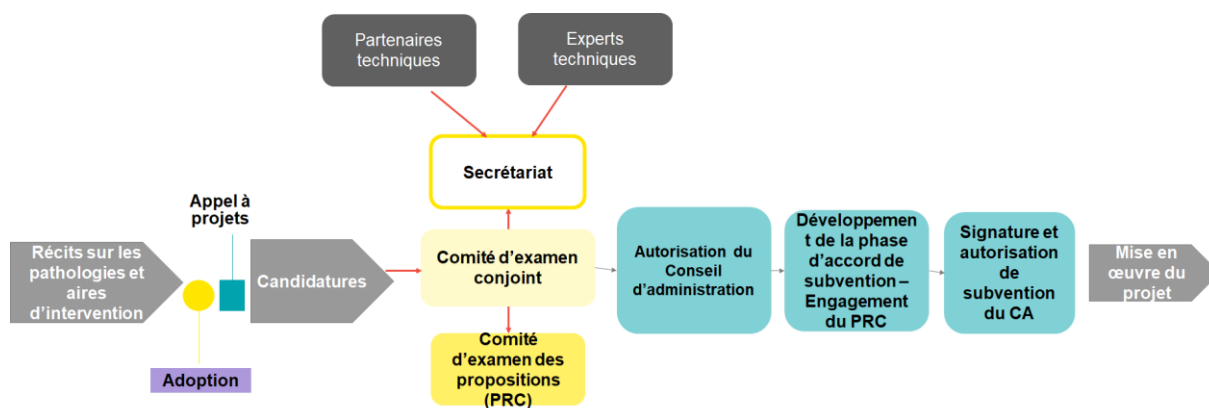 Partenaires
techniques
Experts
techniques
Secrétariat
Appel à
projets
Récits sur les
pathologies et
aires
d’intervention
Candidatures
Comité d’examen
conjoint
Autorisation du
Conseil
d’administration
Développemen
t de la phase
d’accord de
subvention –
Engagement
du PRC
Signature et
autorisation
de
subvention
du CA
Mise en
œuvre du
projet
Adoption
Comité
d’examen des
propositions
(PRC)